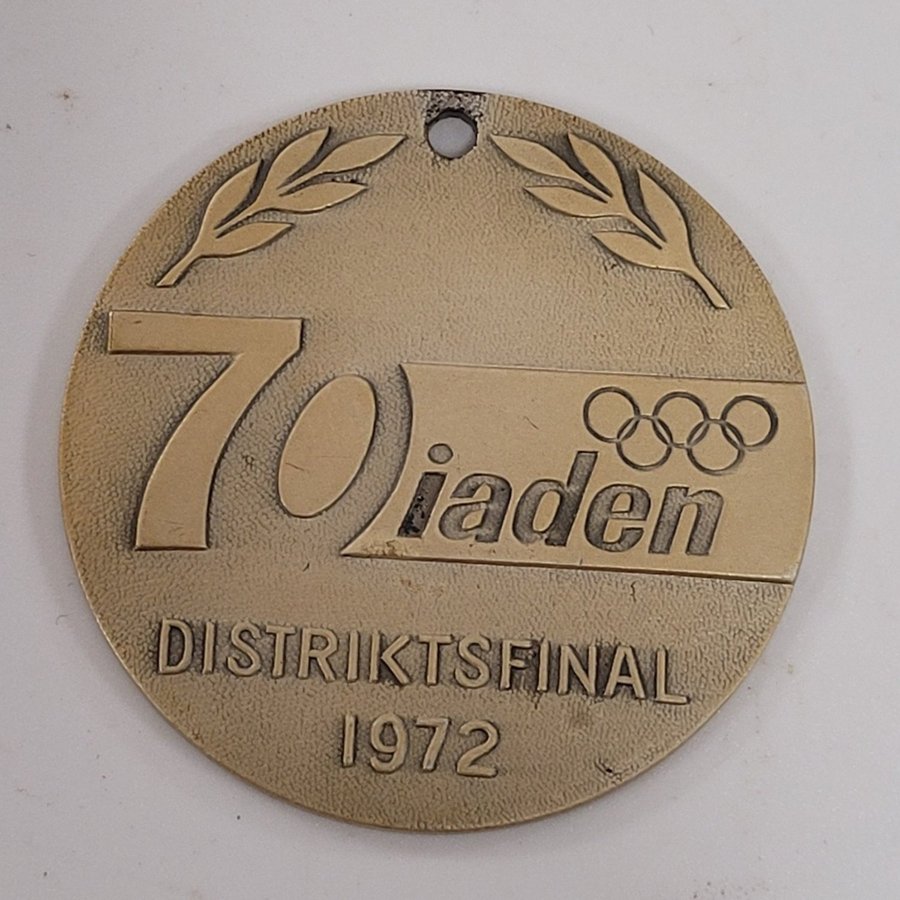 70iaden
DISTRIKTSFINAL
1972